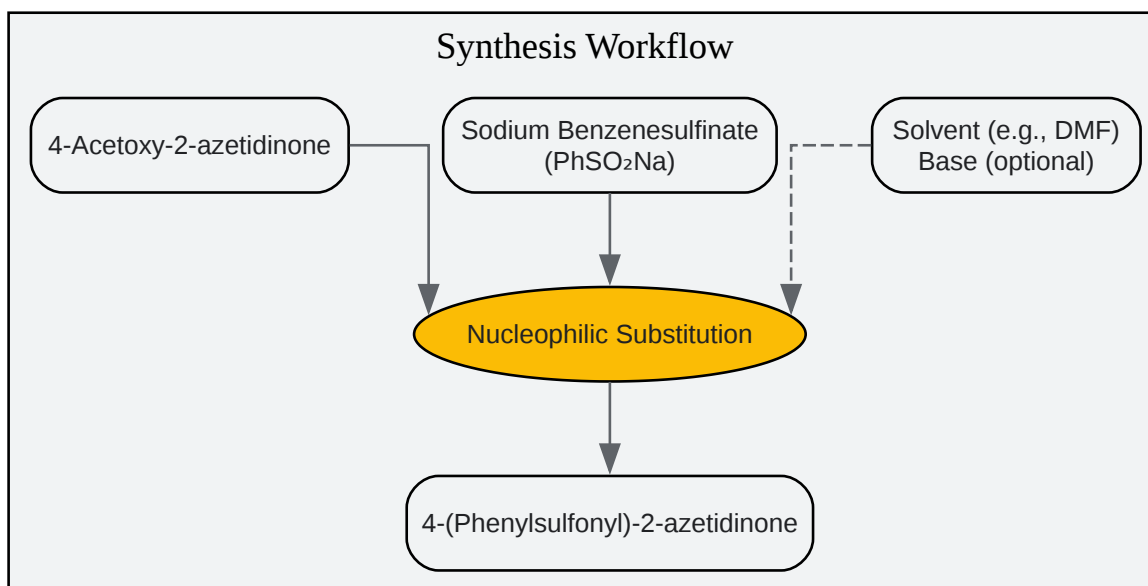 Synthesis Workflow
4-Acetoxy-2-azetidinone
Sodium Benzenesulfinate
(PhSO₂Na)
Solvent (e.g., DMF)
Base (optional)
Nucleophilic Substitution
4-(Phenylsulfonyl)-2-azetidinone